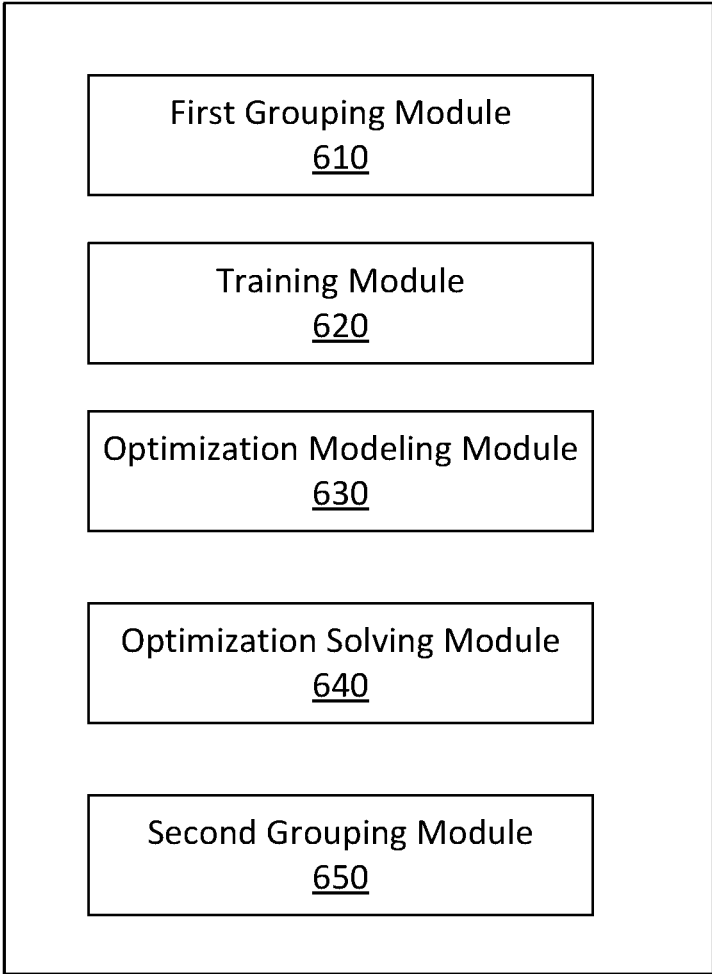 First Grouping Module
610
Training Module
620
Optimization Modeling Module
630
Optimization Solving Module
640
Second Grouping Module
650